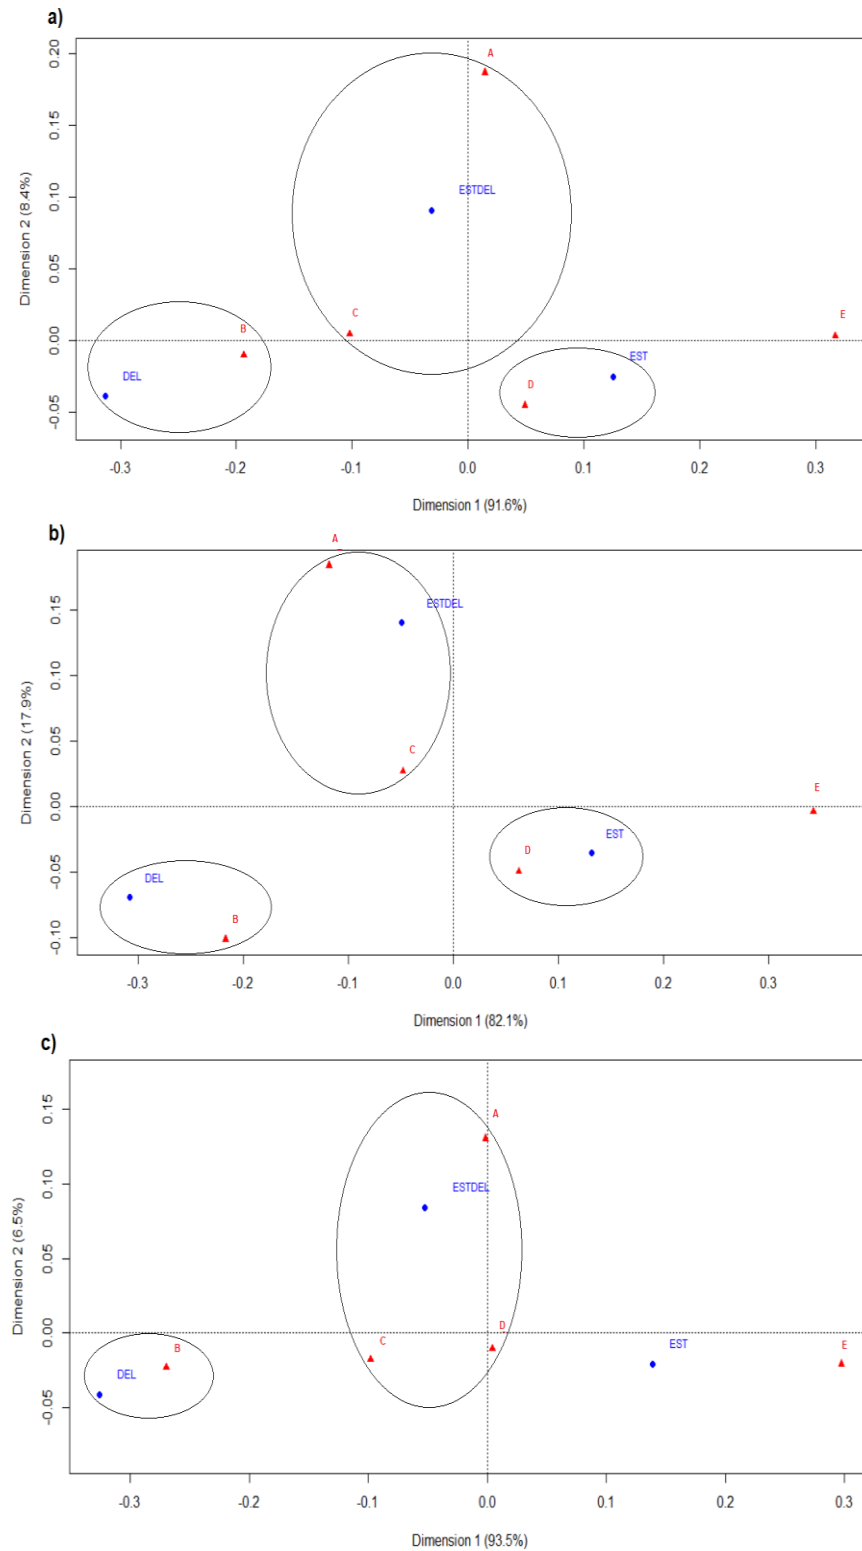 a)
0.20
A
0.15
ESTDEL
0.10
Dimension 2 (8.4%)
0.05
C
B
E
0.00
DEL
D
EST
-0.05
-0.3 -0.2 -0.1 0.0 0.1 0.2 0.3
Dimension 1 (91.6%)
b)
A
ESTDEL
0.15
0.10
Dimension 2 (17.9%)
0.05
C
E
0.00
D
EST
-0.05
DEL
B
-0.10
-0.3 -0.2 -0.1 0.0 0.1 0.2 0.3
Dimension 1 (82.1%)
c)
0.15
A
ESTDEL
0.10
Dimension 2 (6.5%)
0.05
0.00
D
C
B
DEL
EST
E
-0.05
-0.3 -0.2 -0.1 0.0 0.1 0.2 0.3
Dimension 1 (93.5%)